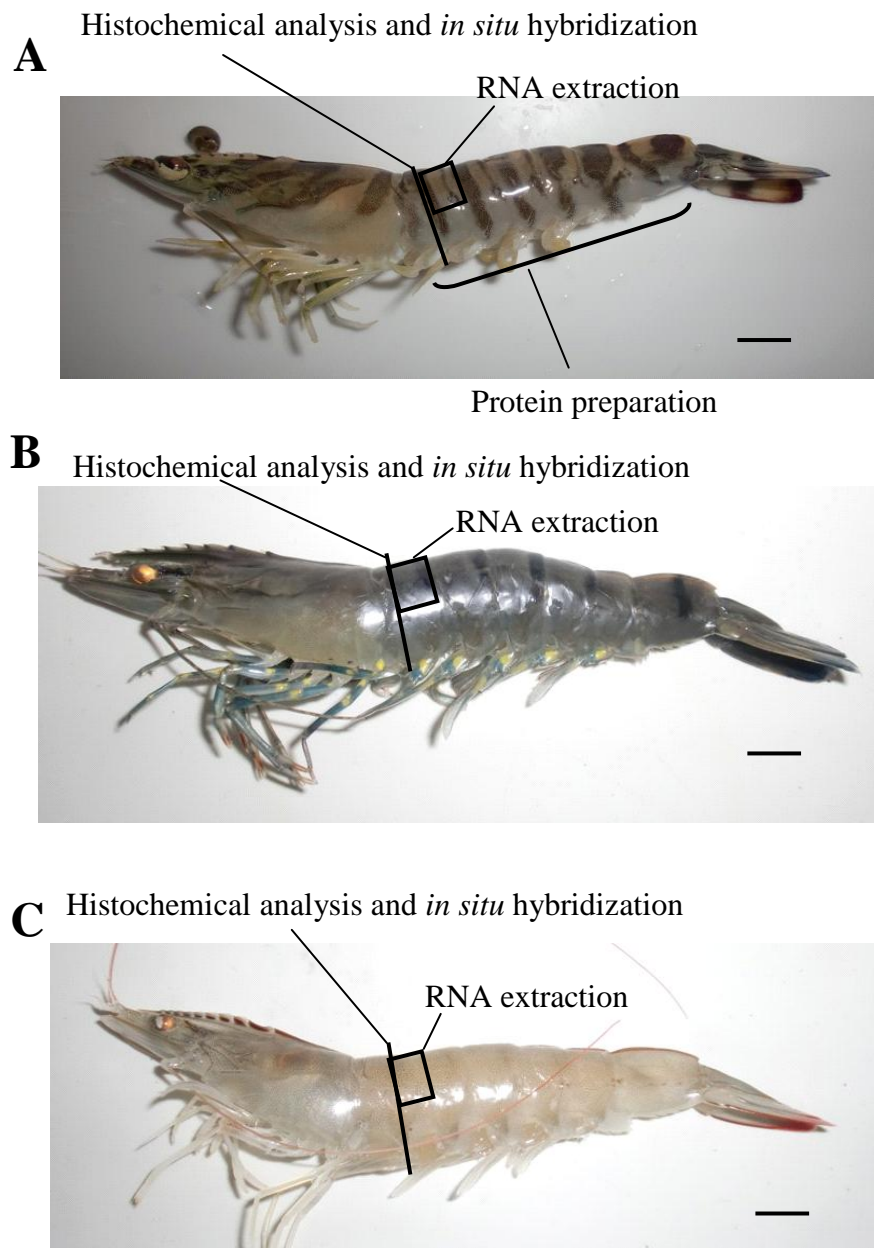 Histochemical analysis and in situ hybridization
A
RNA extraction
Protein preparation
B
Histochemical analysis and in situ hybridization
RNA extraction
Histochemical analysis and in situ hybridization
C
RNA extraction